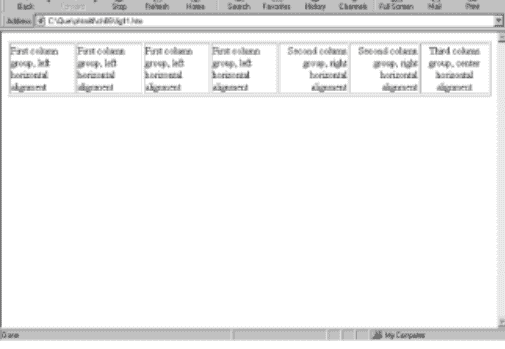 Back Forward Stop Refresh Home Search Favorites History Channels Full Screen Mail Print
Address
First column First column First column First column Second column Second column Third column
group, left group, left group, left group, left group, right group, right group, center
horizontal horizontal horizontal horizontal horizontal horizontal horizontal
alignment alignment alignment alignment alignment alignment alignment
Done My Computer